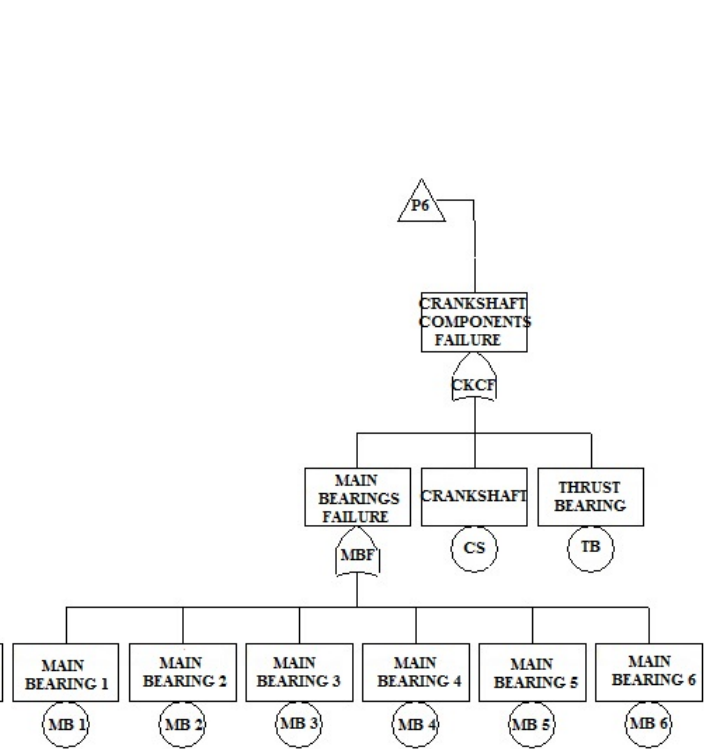 P6
CRANKSHAFT
COMPONENTS
FAILURE
CKCF
MAIN
BEARINGS
FAILURE
CRANKSHAFT
THRUST
BEARING
MBF
CS
TB
MAIN
BEARING 1
MAIN
BEARING 2
MAIN
BEARING 3
MAIN
BEARING 4
MAIN
BEARING 5
MAIN
BEARING 6
MB 1
MB 2
MB 3
MB 4
MB 5
MB 6